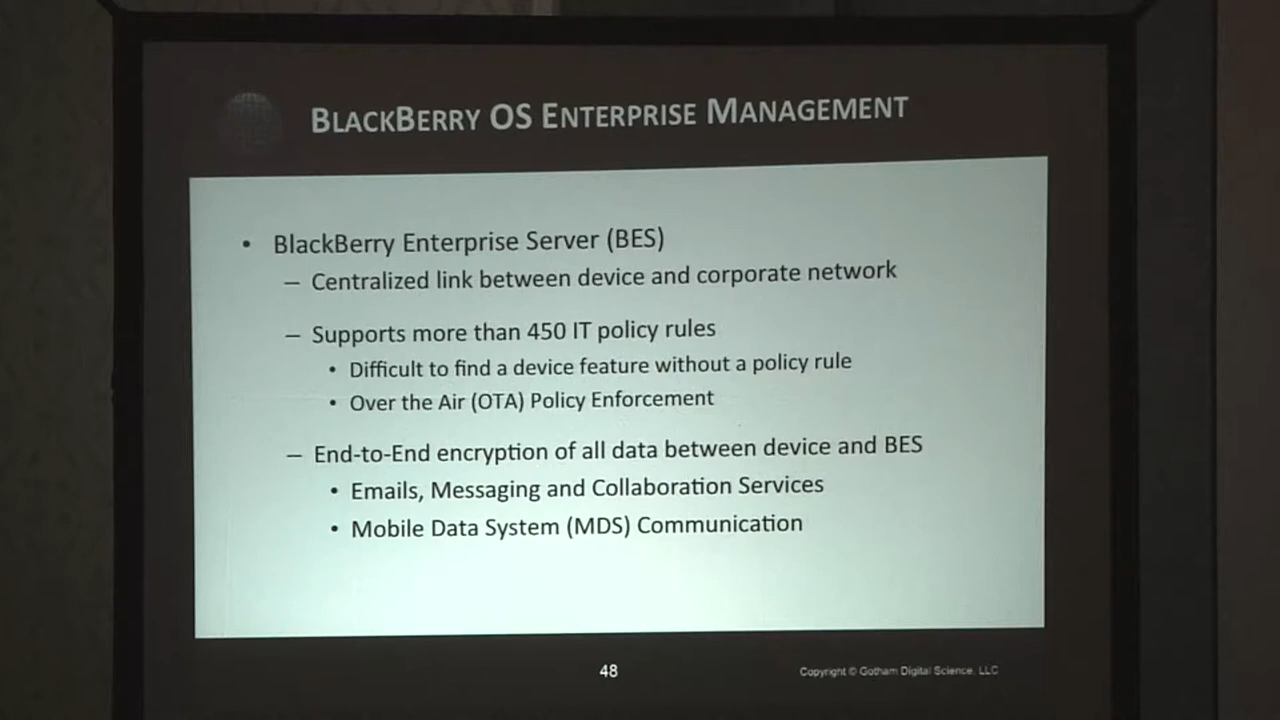 BLACKBERRY OS ENTERPRISE MANAGEMENT
• BlackBerry Enterprise Server (BES)
– Centralized link between device and corporate network
– Supports more than 450 IT policy rules
• Difficult to find a device feature without a policy rule
• Over the Air (OTA) Policy Enforcement
– End-to-End encryption of all data between device and BES
• Emails, Messaging and Collaboration Services
• Mobile Data System (MDS) Communication
48
Copyright © Gotham Digital Science, LLC